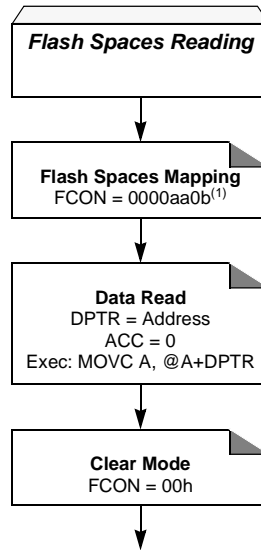 Flash Spaces Reading
Flash Spaces Mapping
FCON = 0000aa0b(1)
Data Read
DPTR = Address
ACC = 0
Exec: MOVC A, @A+DPTR
Clear Mode
FCON = 00h